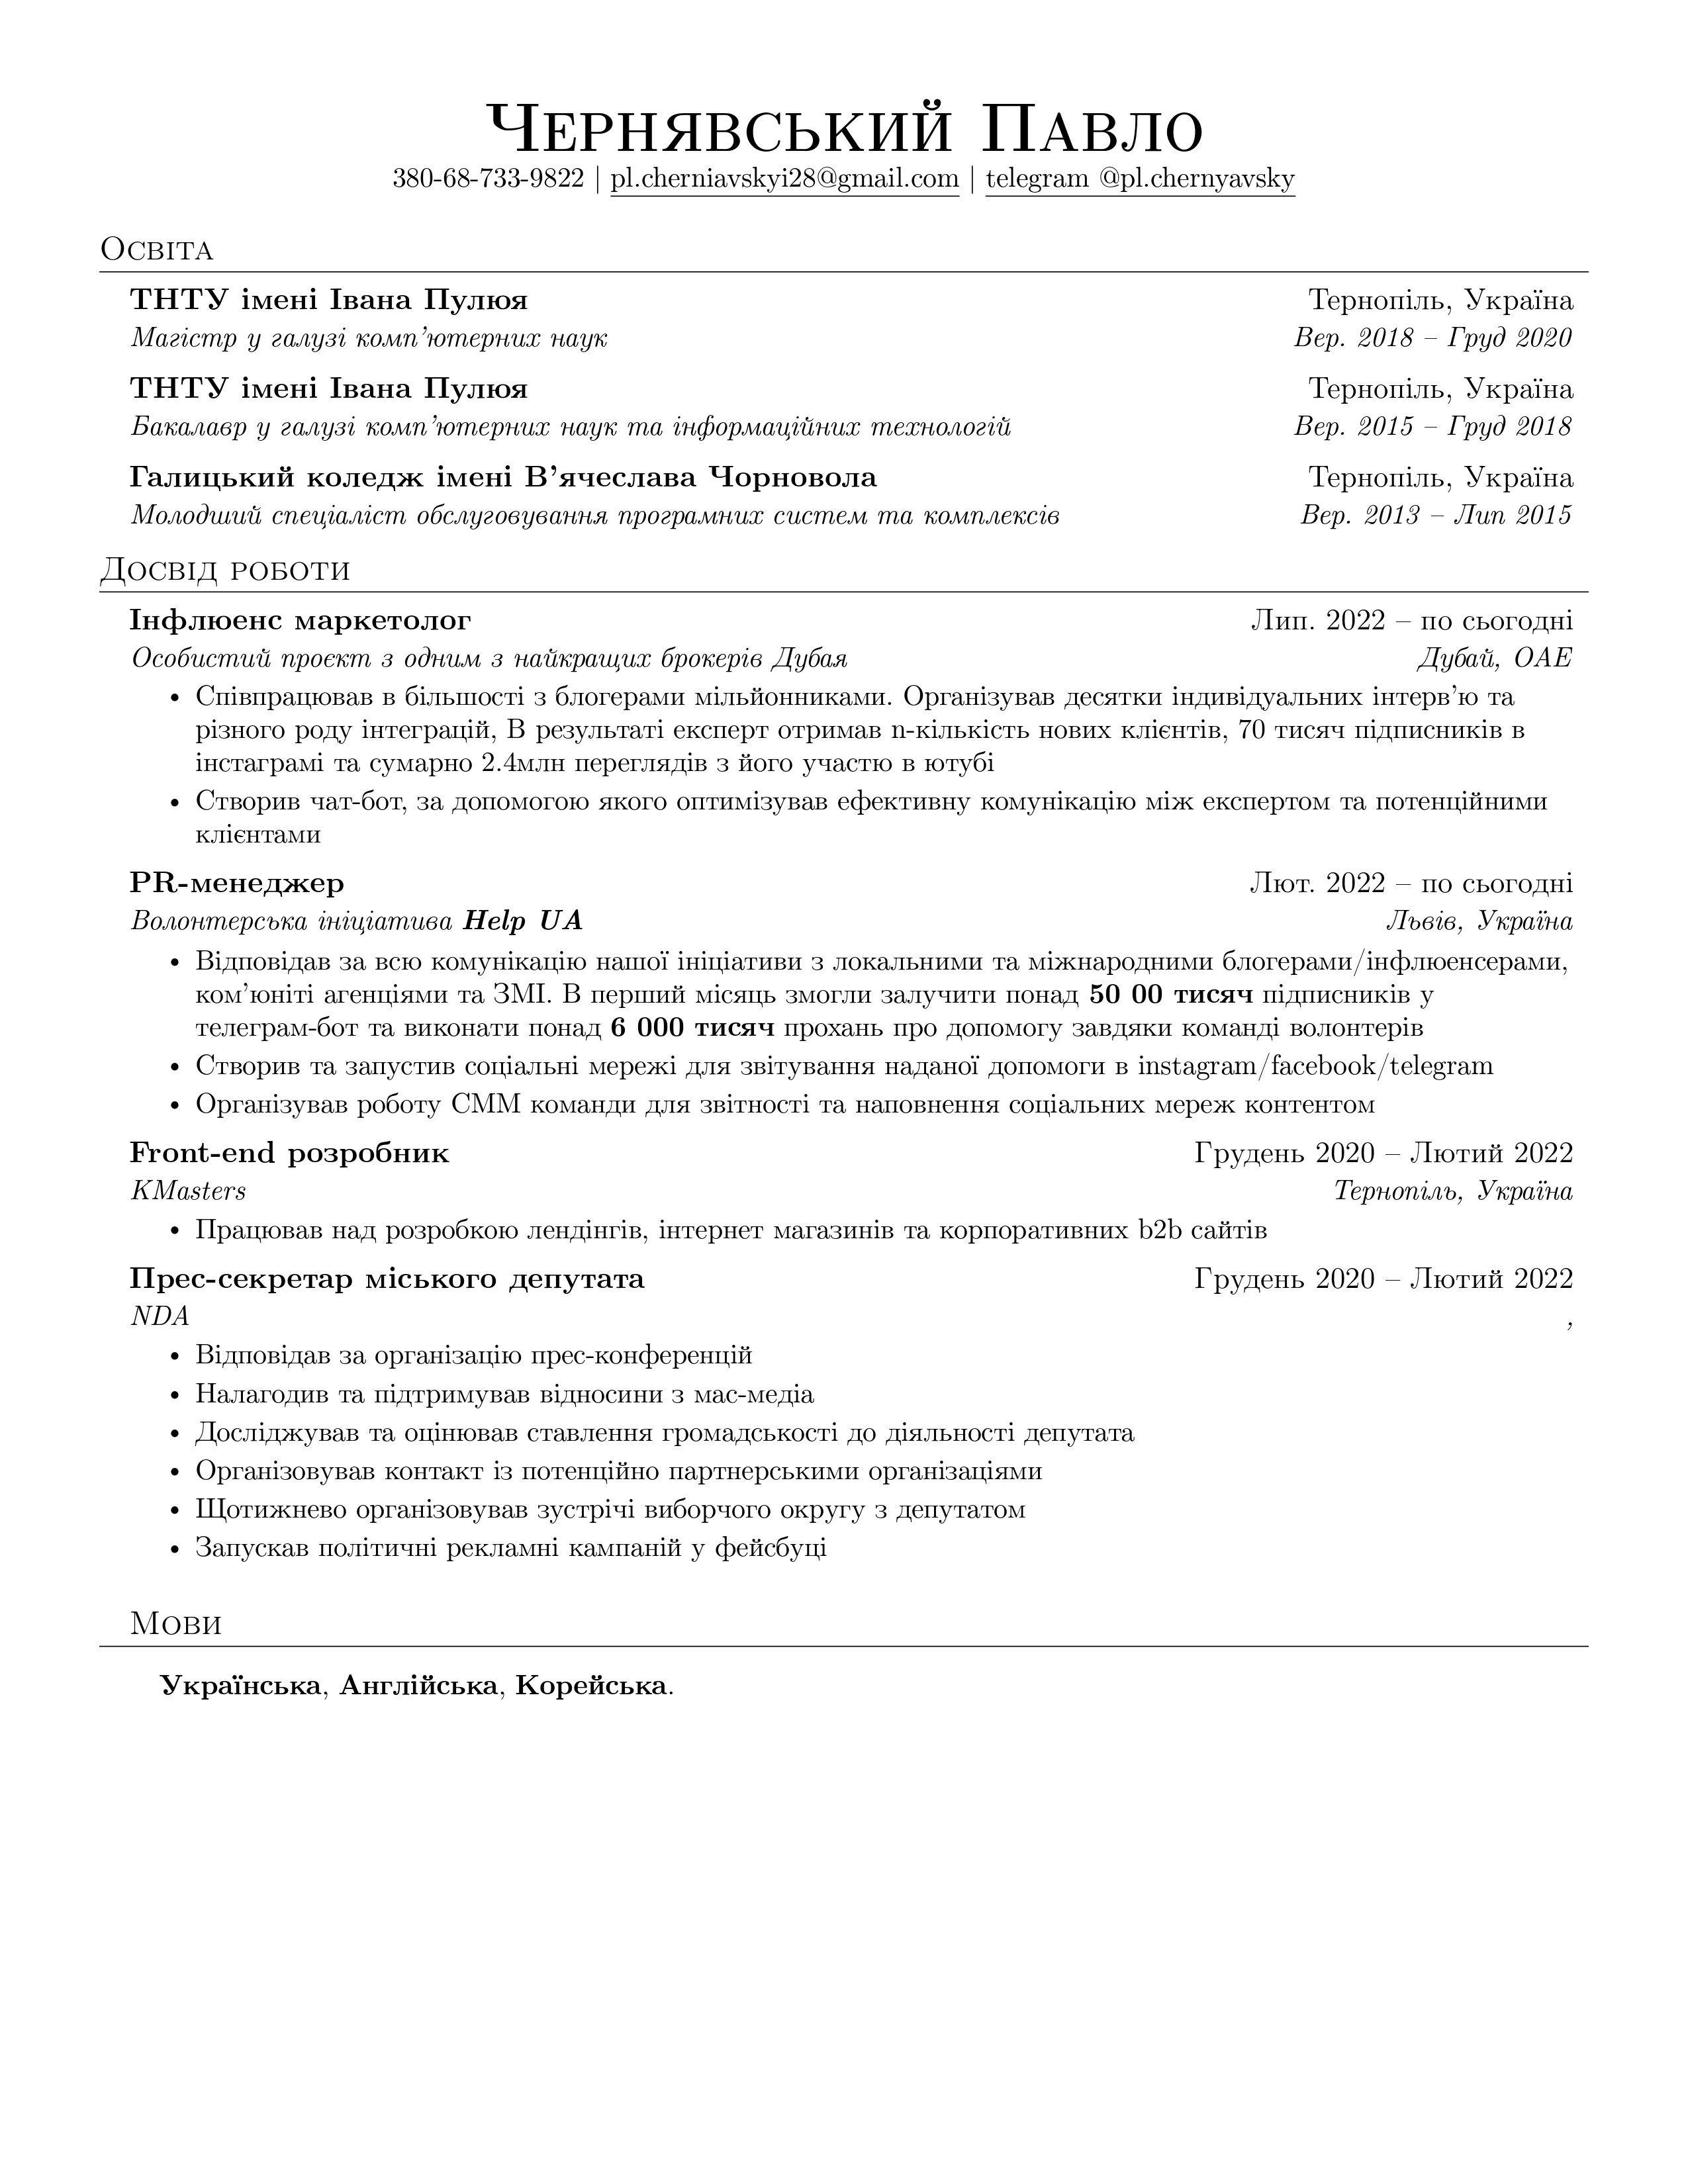 Чернявський Павло
380-68-733-9822 | pl.cherniavskyi28@gmail.com | telegram @pl.chernyavsky
Освіта
ТНТУ імені Івана Пулюя Тернопіль, Україна
Магістр у галузі комп'ютерних наук Вер. 2018 – Груд 2020
ТНТУ імені Івана Пулюя Тернопіль, Україна
Бакалавр у галузі комп'ютерних наук та інформаційних технологій Вер. 2015 – Груд 2018
Галицький коледж імені В'ячеслава Чорновола Тернопіль, Україна
Молодший спеціаліст обслуговування програмних систем та комплексів Вер. 2013 – Лип 2015
Досвід роботи
Інфлюенс маркетолог Лип. 2022 – по сьогодні
Особистий проєкт з одним з найкращих брокерів Дубая Дубай, ОАЕ
• Співпрацював в більшості з блогерами мільйонниками. Організував десятки індивідуальних інтерв'ю та
різного роду інтеграцій, В результаті експерт отримав n-кількість нових клієнтів, 70 тисяч підписників в
інстаграмі та сумарно 2.4млн переглядів з його участю в ютубі
• Створив чат-бот, за допомогою якого оптимізував ефективну комунікацію між експертом та потенційними
клієнтами
PR-менеджер Лют. 2022 – по сьогодні
Волонтерська ініціатива Help UA Львів, Україна
• Відповідав за всю комунікацію нашої ініціативи з локальними та міжнародними блогерами/інфлюенсерами,
ком'юніті агенціями та ЗМІ. В перший місяць змогли залучити понад 50 00 тисяч підписників у
телеграм-бот та виконати понад 6 000 тисяч прохань про допомогу завдяки команді волонтерів
• Створив та запустив соціальні мережі для звітування наданої допомоги в instagram/facebook/telegram
• Організував роботу СММ команди для звітності та наповнення соціальних мереж контентом
Front-end розробник Грудень 2020 – Лютий 2022
KMasters Тернопіль, Україна
• Працював над розробкою лендінгів, інтернет магазинів та корпоративних b2b сайтів
Прес-секретар міського депутата Грудень 2020 – Лютий 2022
NDA ,
• Відповідав за організацію прес-конференцій
• Налагодив та підтримував відносини з мас-медіа
• Досліджував та оцінював ставлення громадськості до діяльності депутата
• Організовував контакт із потенційно партнерськими організаціями
• Щотижнево організовував зустрічі виборчого округу з депутатом
• Запускав політичні рекламні кампаній у фейсбуці
Мови
Українська, Англійська, Корейська.